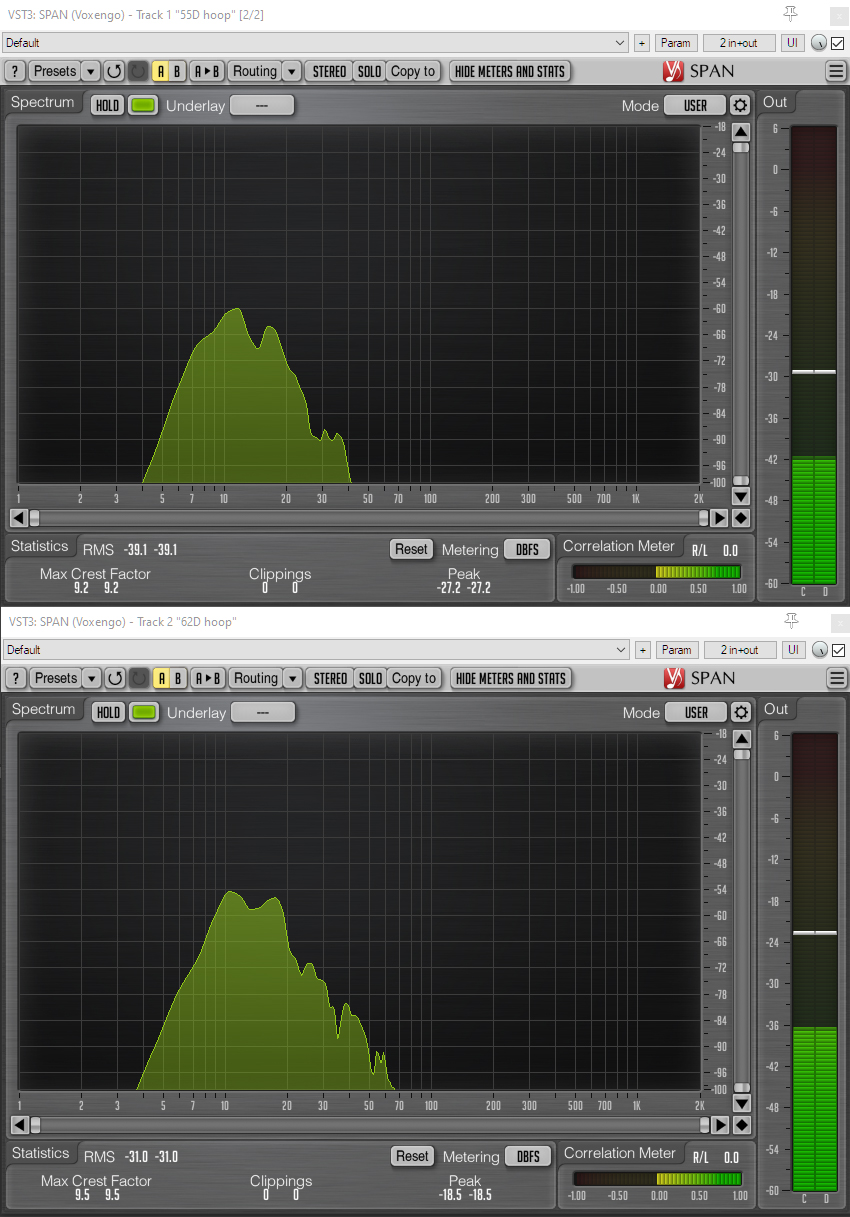 VST3: SPAN (Voxengo) - Track 1 "55D hoop" [2/2]
Default + Param 2 in+out UI
? Presets A B A▸B Routing STEREO SOLO Copy to HIDE METERS AND STATS SPAN
Spectrum HOLD Underlay --- Mode USER Out
-18 6
-24 0
-30 -6
-36 -12
-42 -18
-48 -24
-54 -30
-60 -36
-66 -42
-72 -48
-78 -54
-84 -60
-90
-96
-100
1 2 3 5 7 10 20 30 50 70 100 200 300 500 700 1K 2K
Statistics RMS -39.1 -39.1 Reset Metering DBFS Correlation Meter R/L 0.0
Max Crest Factor Clippings Peak
9.2 9.2 0 0 -27.2 -27.2 -1.00 -0.50 0.00 0.50 1.00
C D
VST3: SPAN (Voxengo) - Track 2 "62D hoop"
Default + Param 2 in+out UI
? Presets A B A▸B Routing STEREO SOLO Copy to HIDE METERS AND STATS SPAN
Spectrum HOLD Underlay --- Mode USER Out
-18 6
-24 0
-30 -6
-36 -12
-42 -18
-48 -24
-54 -30
-60 -36
-66 -42
-72 -48
-78 -54
-84 -60
-90
-96
-100
1 2 3 5 7 10 20 30 50 70 100 200 300 500 700 1K 2K
Statistics RMS -31.0 -31.0 Reset Metering DBFS Correlation Meter R/L 0.0
Max Crest Factor Clippings Peak
9.5 9.5 0 0 -18.5 -18.5 -1.00 -0.50 0.00 0.50 1.00
C D